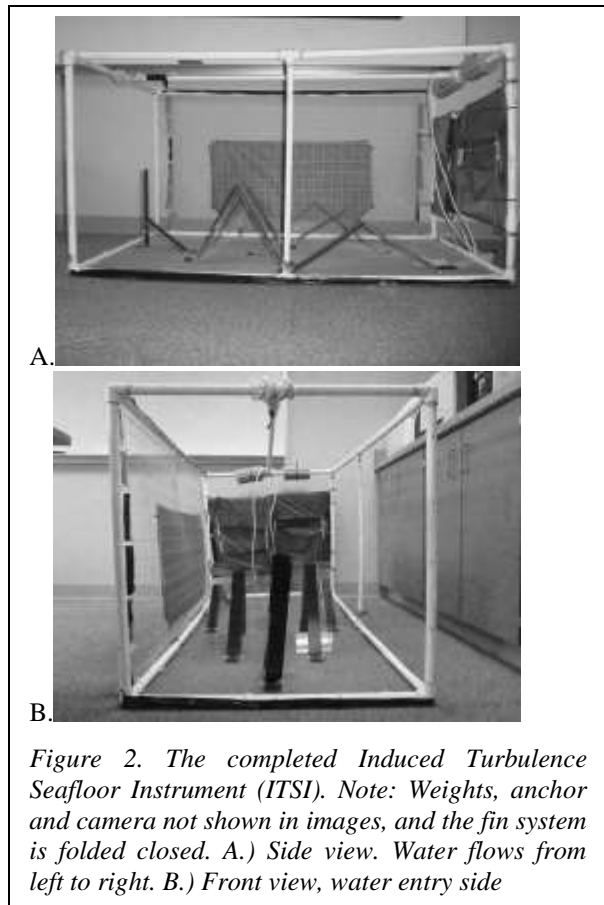 A.
B.
Figure 2. The completed Induced Turbulence
Seafloor Instrument (ITSI). Note: Weights, anchor
and camera not shown in images, and the fin system
is folded closed. A.) Side view. Water flows from
left to right. B.) Front view, water entry side